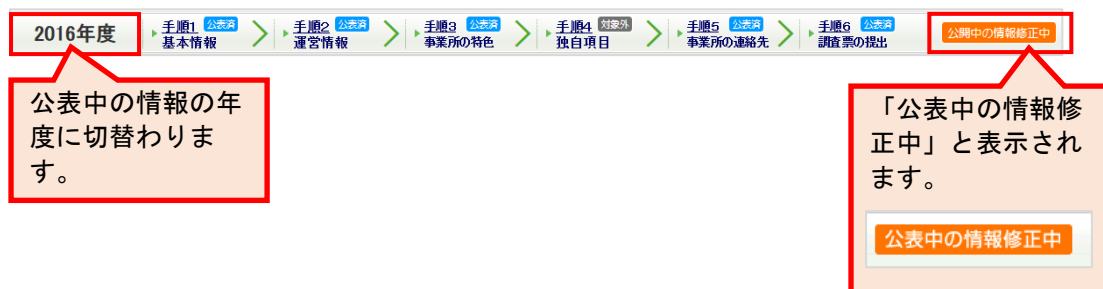 2016年度
手順1 公表済
基本情報
手順2 公表済
運営情報
手順3 公表済
事業所の特色
手順4 対象外
独自項目
手順5 公表済
事業所の連絡先
手順6 公表済
調査票の提出
公開中の情報修正中
公表中の情報の年
度に切替わりま
す。
「公表中の情報修
正中」と表示され
ます。
公表中の情報修正中